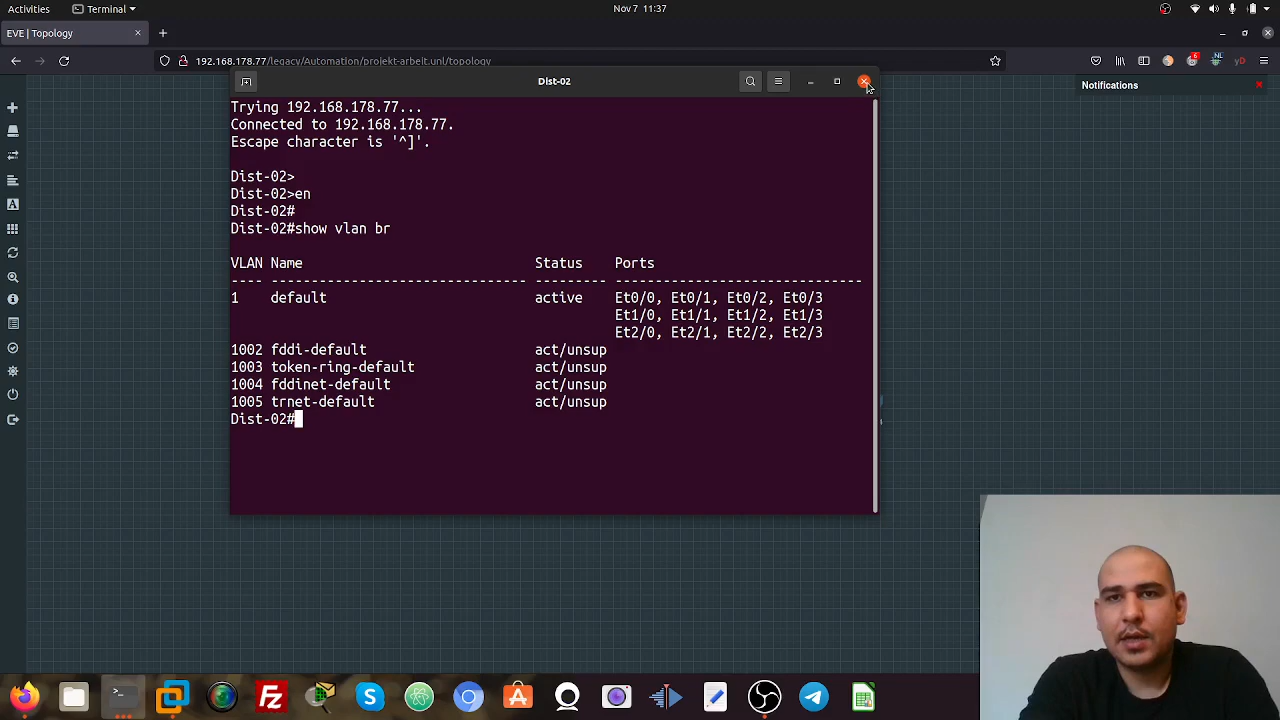 Activities
Terminal
Nov 7 11:37
EVE | Topology
192.168.178.77/legacy/Automation/projekt-arbeit.unl/topology
6
NL
yD
Dist-02
Notifications
Trying 192.168.178.77...
Connected to 192.168.178.77.
Escape character is '^]'.
Dist-02>
Dist-02>en
Dist-02#
Dist-02#show vlan br
VLAN Name Status Ports
---- -------------------------------- --------- -------------------------------
1 default active Et0/0, Et0/1, Et0/2, Et0/3
Et1/0, Et1/1, Et1/2, Et1/3
Et2/0, Et2/1, Et2/2, Et2/3
1002 fddi-default act/unsup
1003 token-ring-default act/unsup
1004 fddinet-default act/unsup
1005 trnet-default act/unsup
Dist-02#